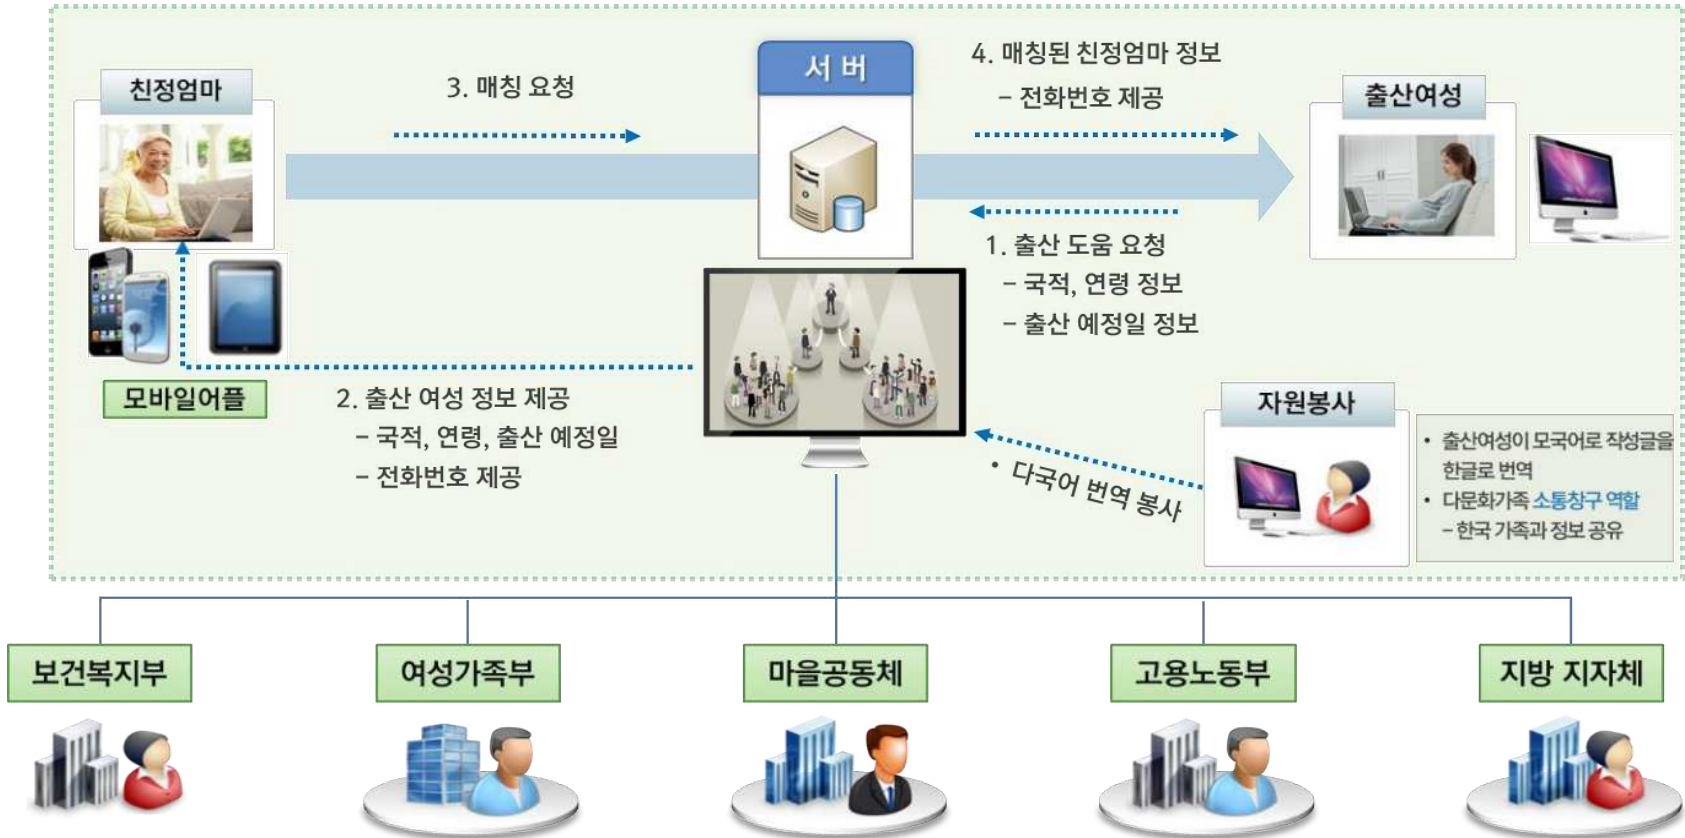 친정엄마
3. 매칭 요청
서 버
4. 매칭된 친정엄마 정보
– 전화번호 제공
출산여성
1. 출산 도움 요청
– 국적, 연령 정보
– 출산 예정일 정보
모바일어플
2. 출산 여성 정보 제공
– 국적, 연령, 출산 예정일
– 전화번호 제공
• 다국어 번역 봉사
자원봉사
• 출산여성이 모국어로 작성글을
한글로 번역
• 다문화가족 소통창구 역할
– 한국 가족과 정보 공유
보건복지부
여성가족부
마을공동체
고용노동부
지방 지자체